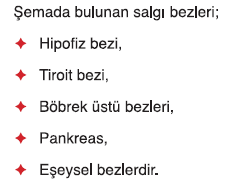 Şemada bulunan salgı bezleri;
✦ Hipofiz bezi,
✦ Tiroit bezi,
✦ Böbrek üstü bezleri,
✦ Pankreas,
✦ Eşeysel bezlerdir.